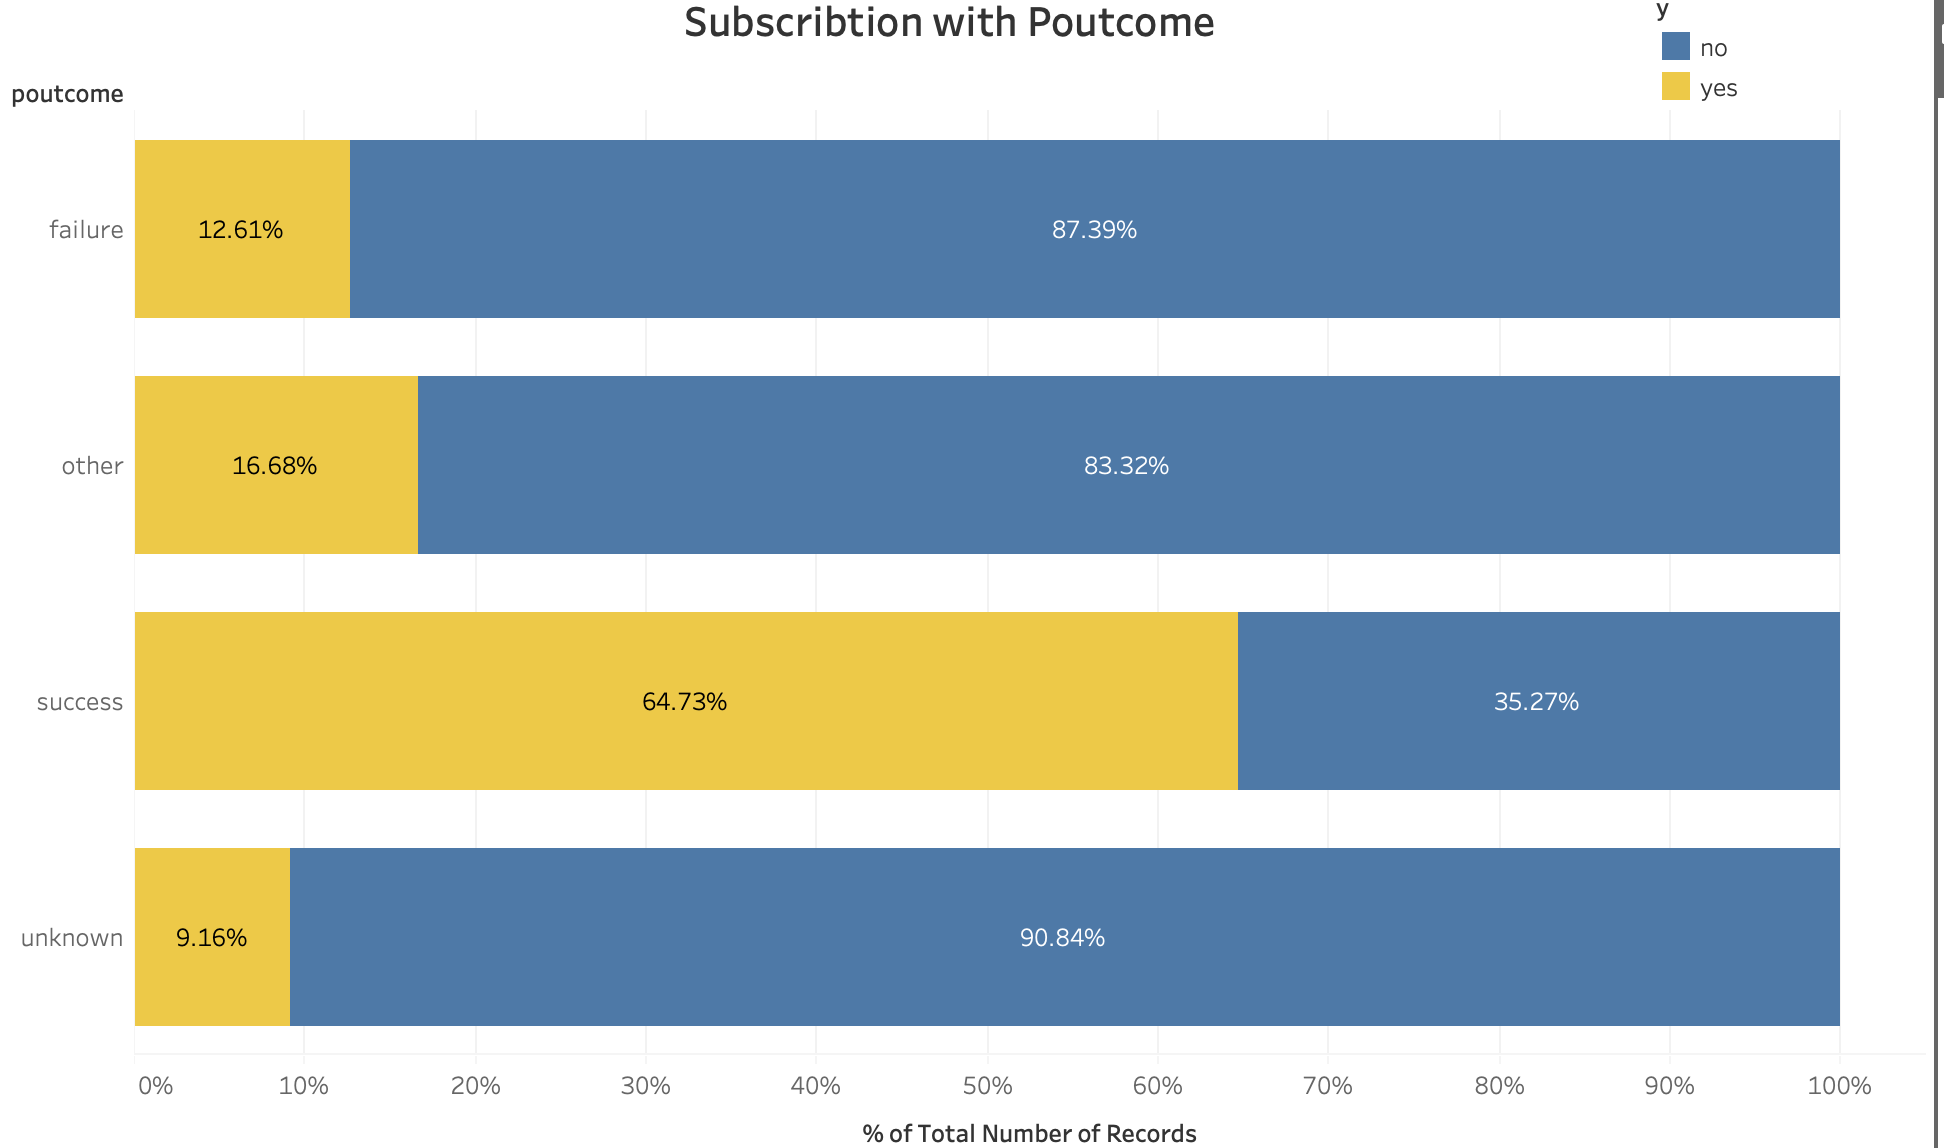 Subscribtion with Poutcome
y
no
yes
poutcome
failure
12.61%
87.39%
other
16.68%
83.32%
success
64.73%
35.27%
unknown
9.16%
90.84%
0% 10% 20% 30% 40% 50% 60% 70% 80% 90% 100%
% of Total Number of Records